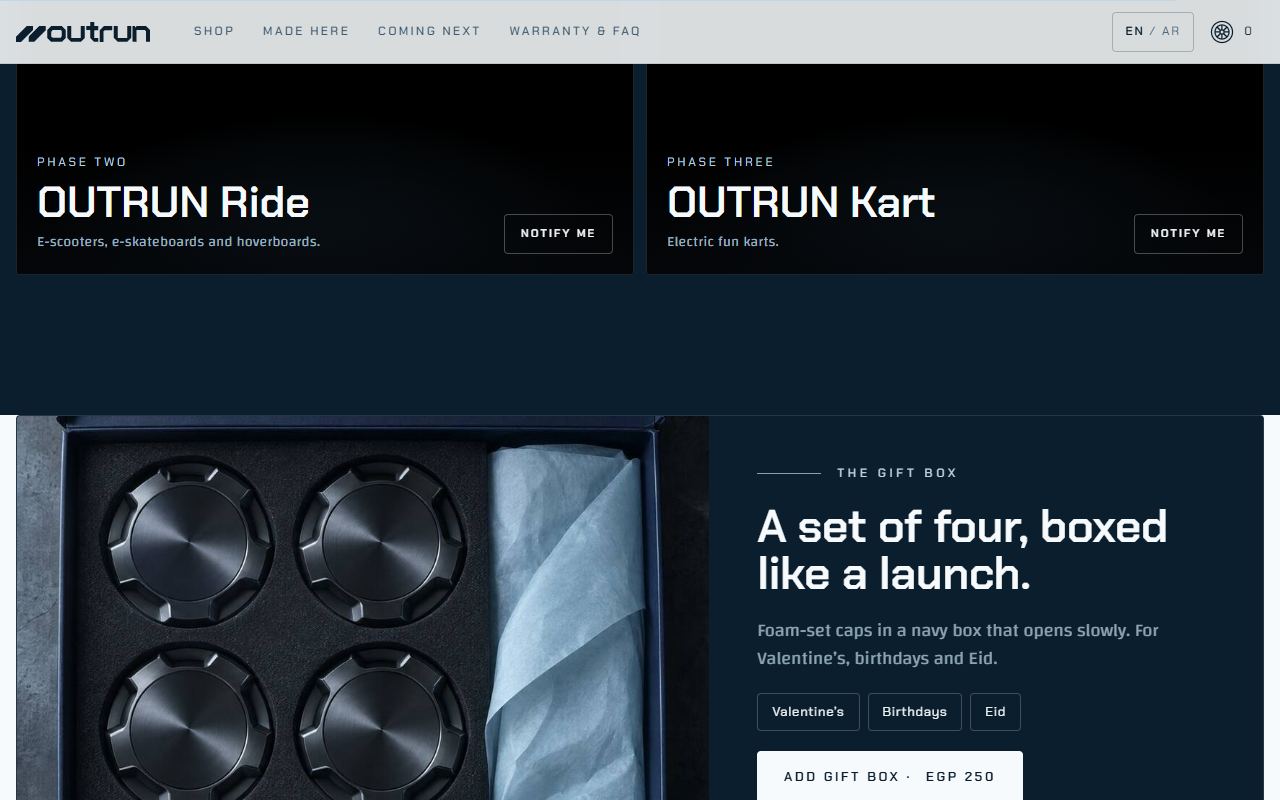 outrun
SHOP
MADE HERE
COMING NEXT
WARRANTY & FAQ
EN / AR
0
PHASE TWO
OUTRUN Ride
E-scooters, e-skateboards and hoverboards.
NOTIFY ME
PHASE THREE
OUTRUN Kart
Electric fun karts.
NOTIFY ME
THE GIFT BOX
A set of four, boxed
like a launch.
Foam-set caps in a navy box that opens slowly. For
Valentine's, birthdays and Eid.
Valentine's
Birthdays
Eid
ADD GIFT BOX · EGP 250